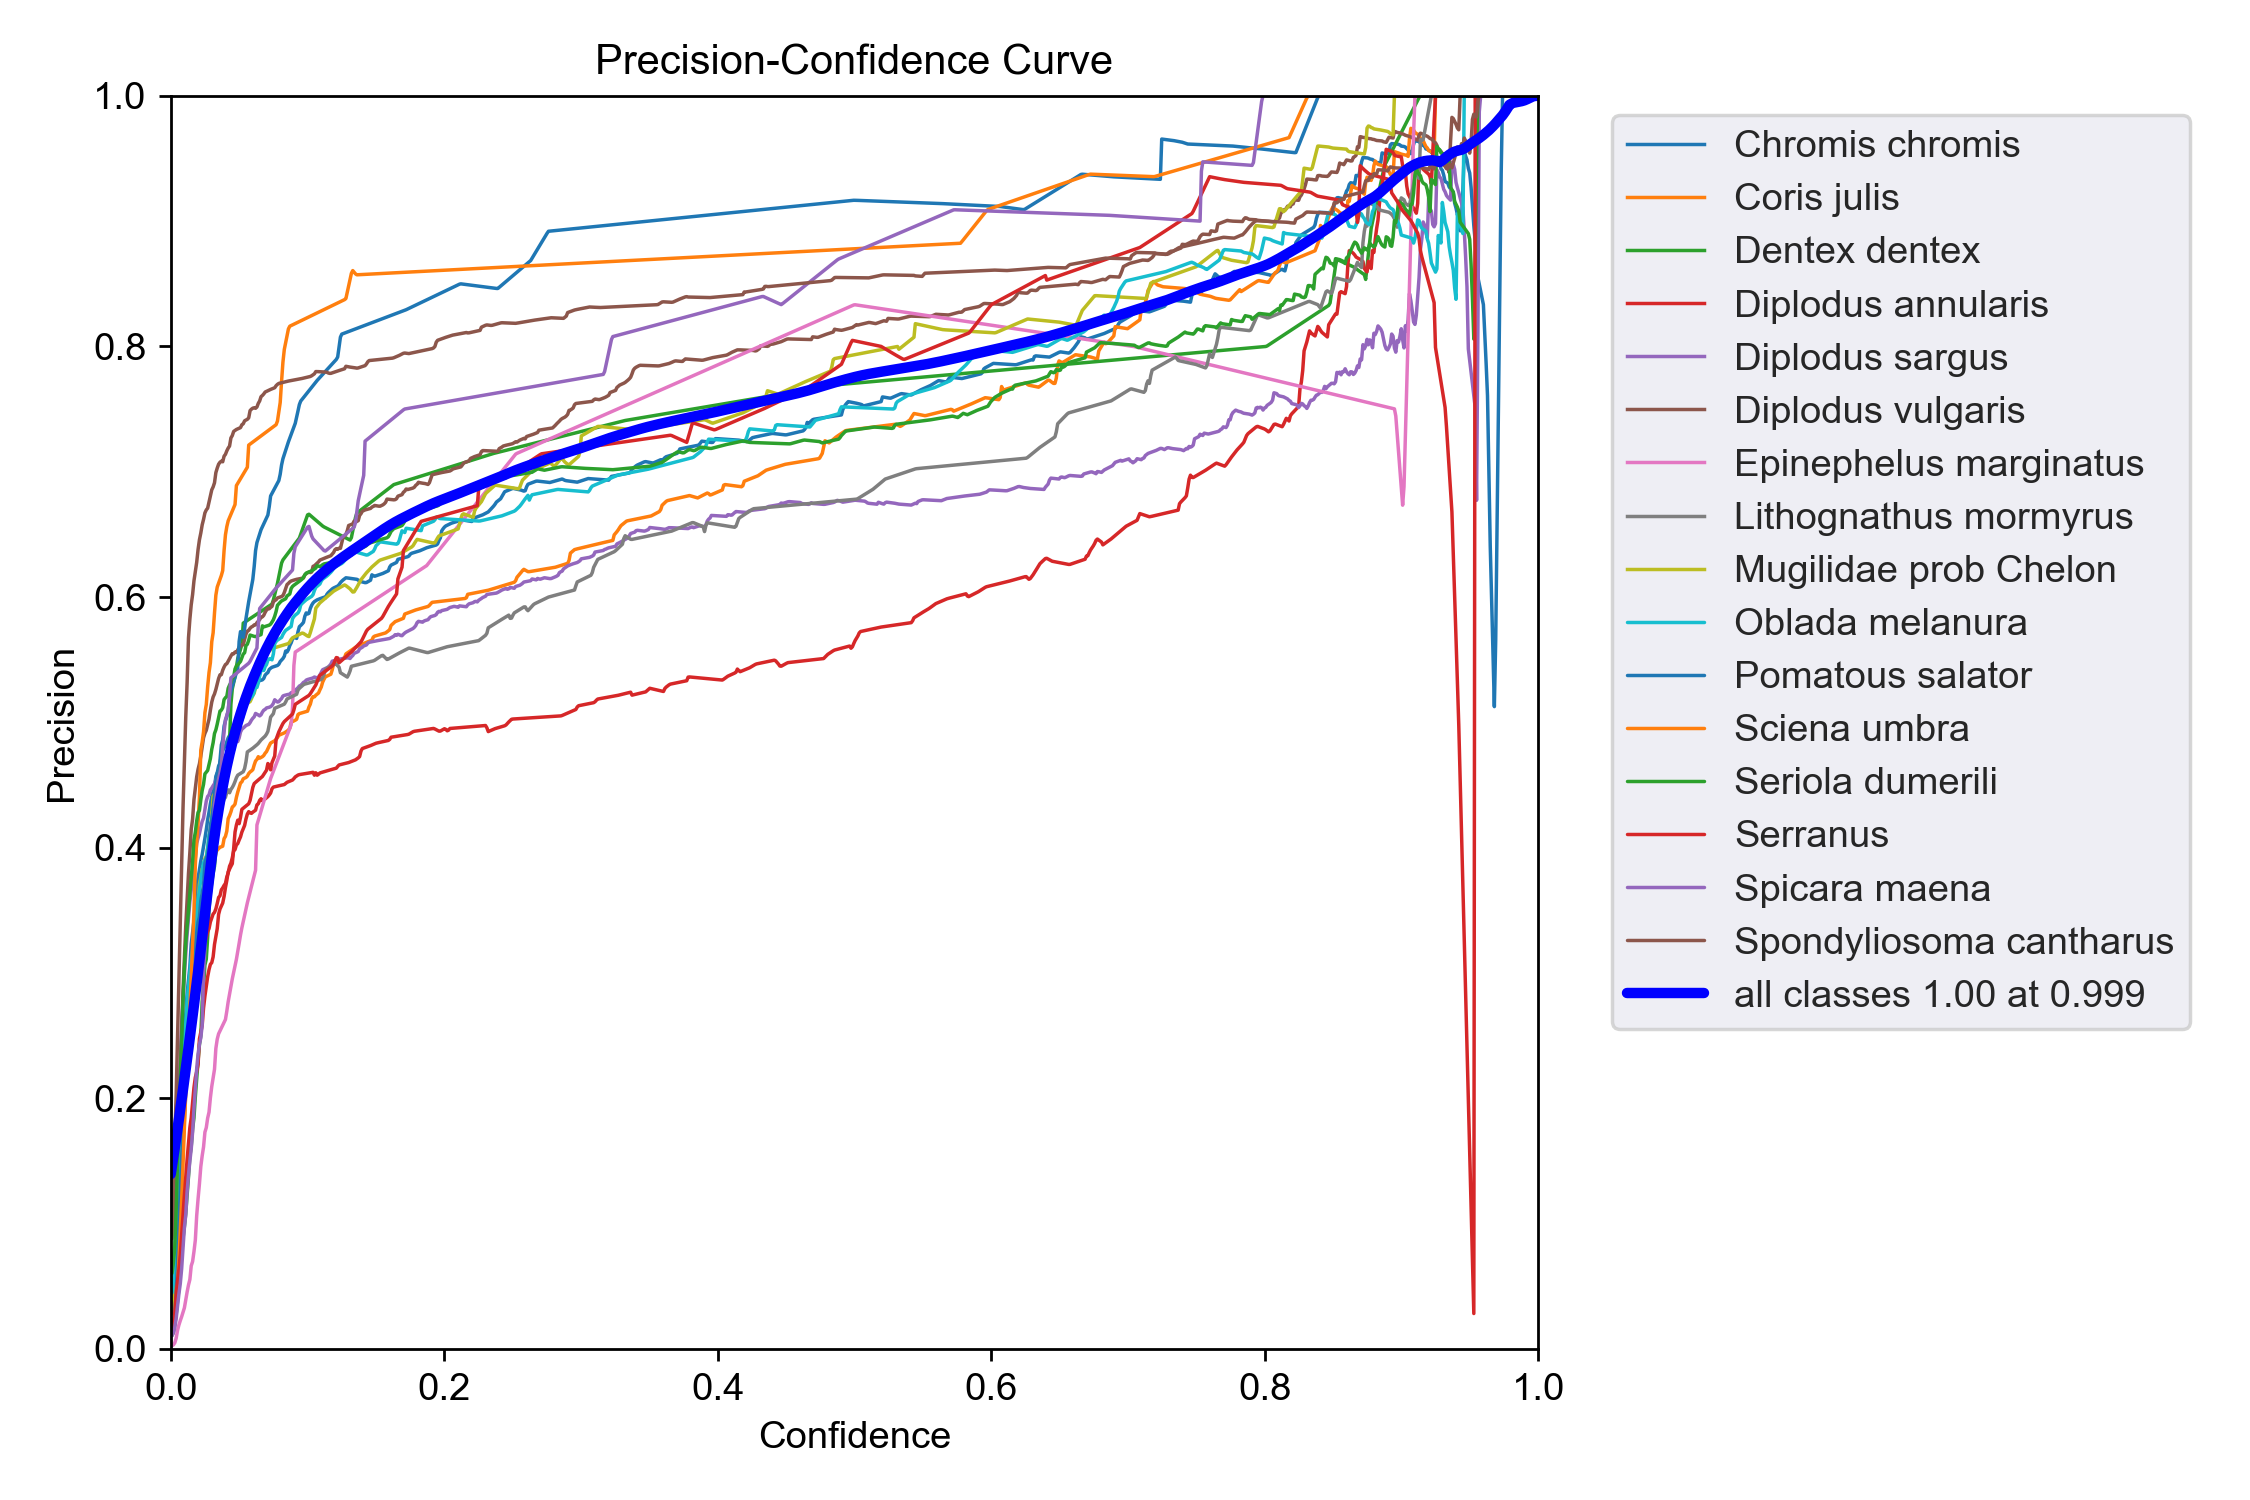 Precision-Confidence Curve
1.0
0.8
0.6
0.4
0.2
0.0
Precision
0.0 0.2 0.4 0.6 0.8 1.0
Confidence
Chromis chromis
Coris julis
Dentex dentex
Diplodus annularis
Diplodus sargus
Diplodus vulgaris
Epinephelus marginatus
Lithognathus mormyrus
Mugilidae prob Chelon
Oblada melanura
Pomatous salator
Sciena umbra
Seriola dumerili
Serranus
Spicara maena
Spondyliosoma cantharus
all classes 1.00 at 0.999